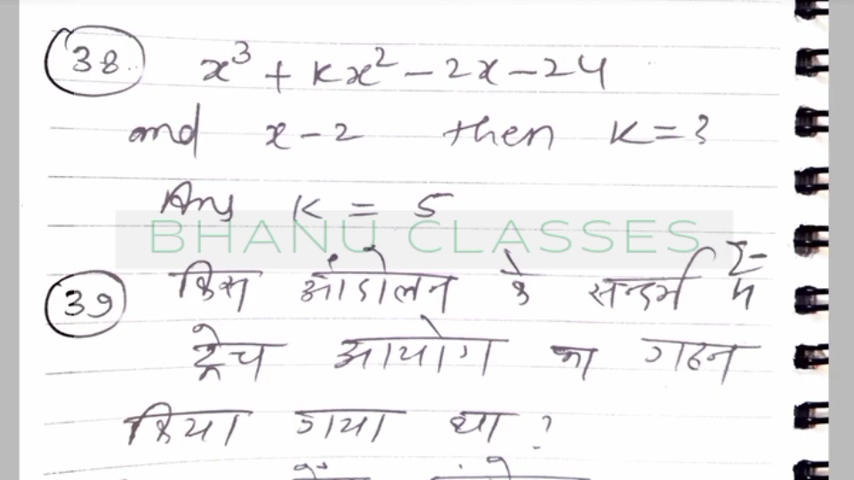 38. x³ + Kx² - 2x - 24
and x - 2 then K = ?
Ans K = 5
BHANU CLASSES
39 किस आंदोलन के सन्दर्भ में
ट्रेच आयोग का गठन
किया गया था ?